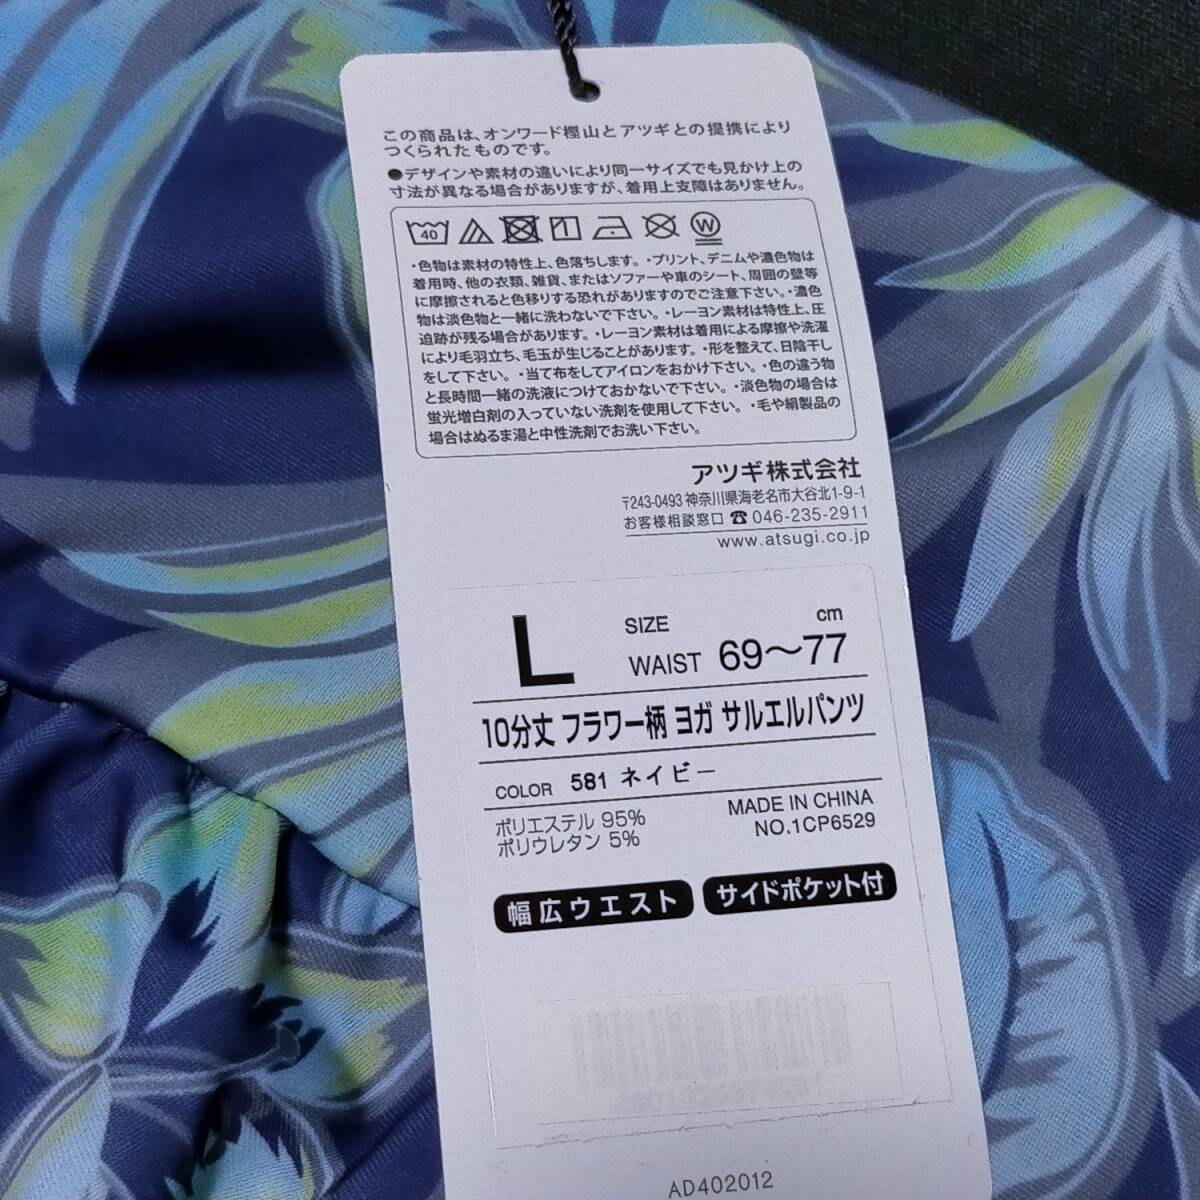 この商品は、オンワード樫山とアツギとの提携により
つくられたものです。
●デザインや素材の違いにより同一サイズでも見かけ上の
寸法が異なる場合がありますが、着用上支障はありません。
40 1 W
・色物は素材の特性上、色落ちします。・プリント、デニムや濃色物は
着用時、他の衣類、雑貨、またはソファーや車のシート、周囲の壁等
に摩擦されると色移りする恐れがありますのでご注意下さい。・濃色
物は淡色物と一緒に洗わないで下さい。・レーヨン素材は特性上、圧
迫跡が残る場合があります。・レーヨン素材は着用による摩擦や洗濯
により毛羽立ち、毛玉が生じることがあります。・形を整えて、日陰干し
をして下さい。・当て布をしてアイロンをおかけ下さい。・色の違う物
と長時間一緒の洗液につけておかないで下さい。・淡色物の場合は
蛍光増白剤の入っていない洗剤を使用して下さい。・毛や絹製品の
場合はぬるま湯と中性洗剤でお洗い下さい。
アツギ株式会社
〒243-0493 神奈川県海老名市大谷北1-9-1
お客様相談窓口 ☎ 046-235-2911
www.atsugi.co.jp
L SIZE cm
WAIST 69〜77
10分丈 フラワー柄 ヨガ サルエルパンツ
COLOR 581 ネイビー
ポリエステル 95% MADE IN CHINA
ポリウレタン 5% NO.1CP6529
幅広ウエスト サイドポケット付
AD402012